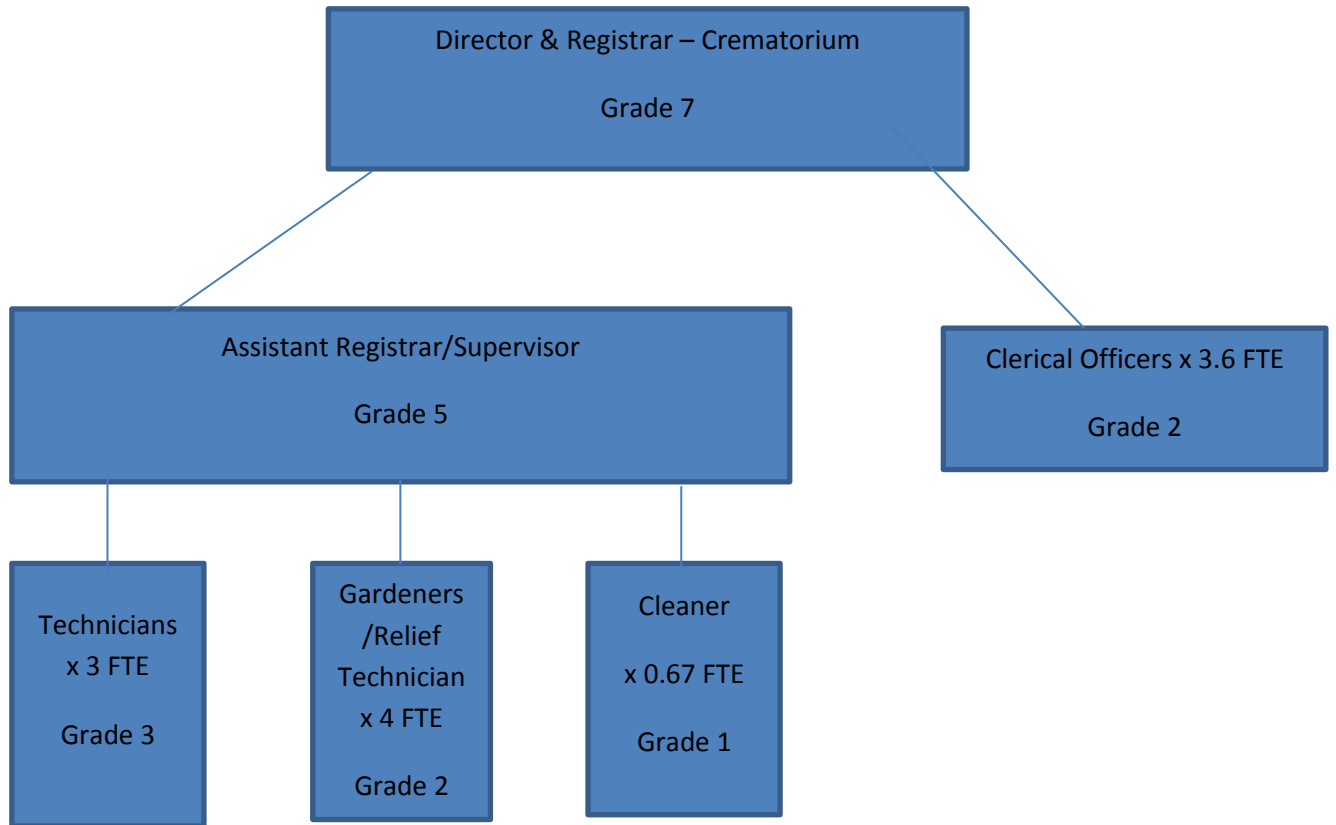 Director & Registrar – Crematorium
Grade 7
Assistant Registrar/Supervisor
Grade 5
Clerical Officers x 3.6 FTE
Grade 2
Technicians
x 3 FTE
Grade 3
Gardeners
/Relief
Technician
x 4 FTE
Grade 2
Cleaner
x 0.67 FTE
Grade 1